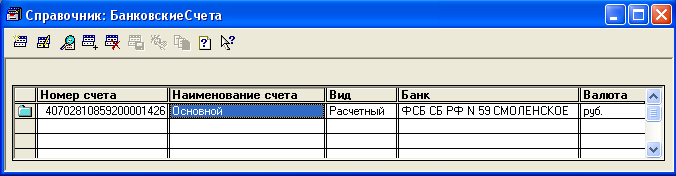 Справочник: БанковскиеСчета
Номер счета Наименование счета Вид Банк Валюта
40702810859200001426 Основной Расчетный ФСБ СБ РФ N 59 СМОЛЕНСКОЕ руб.